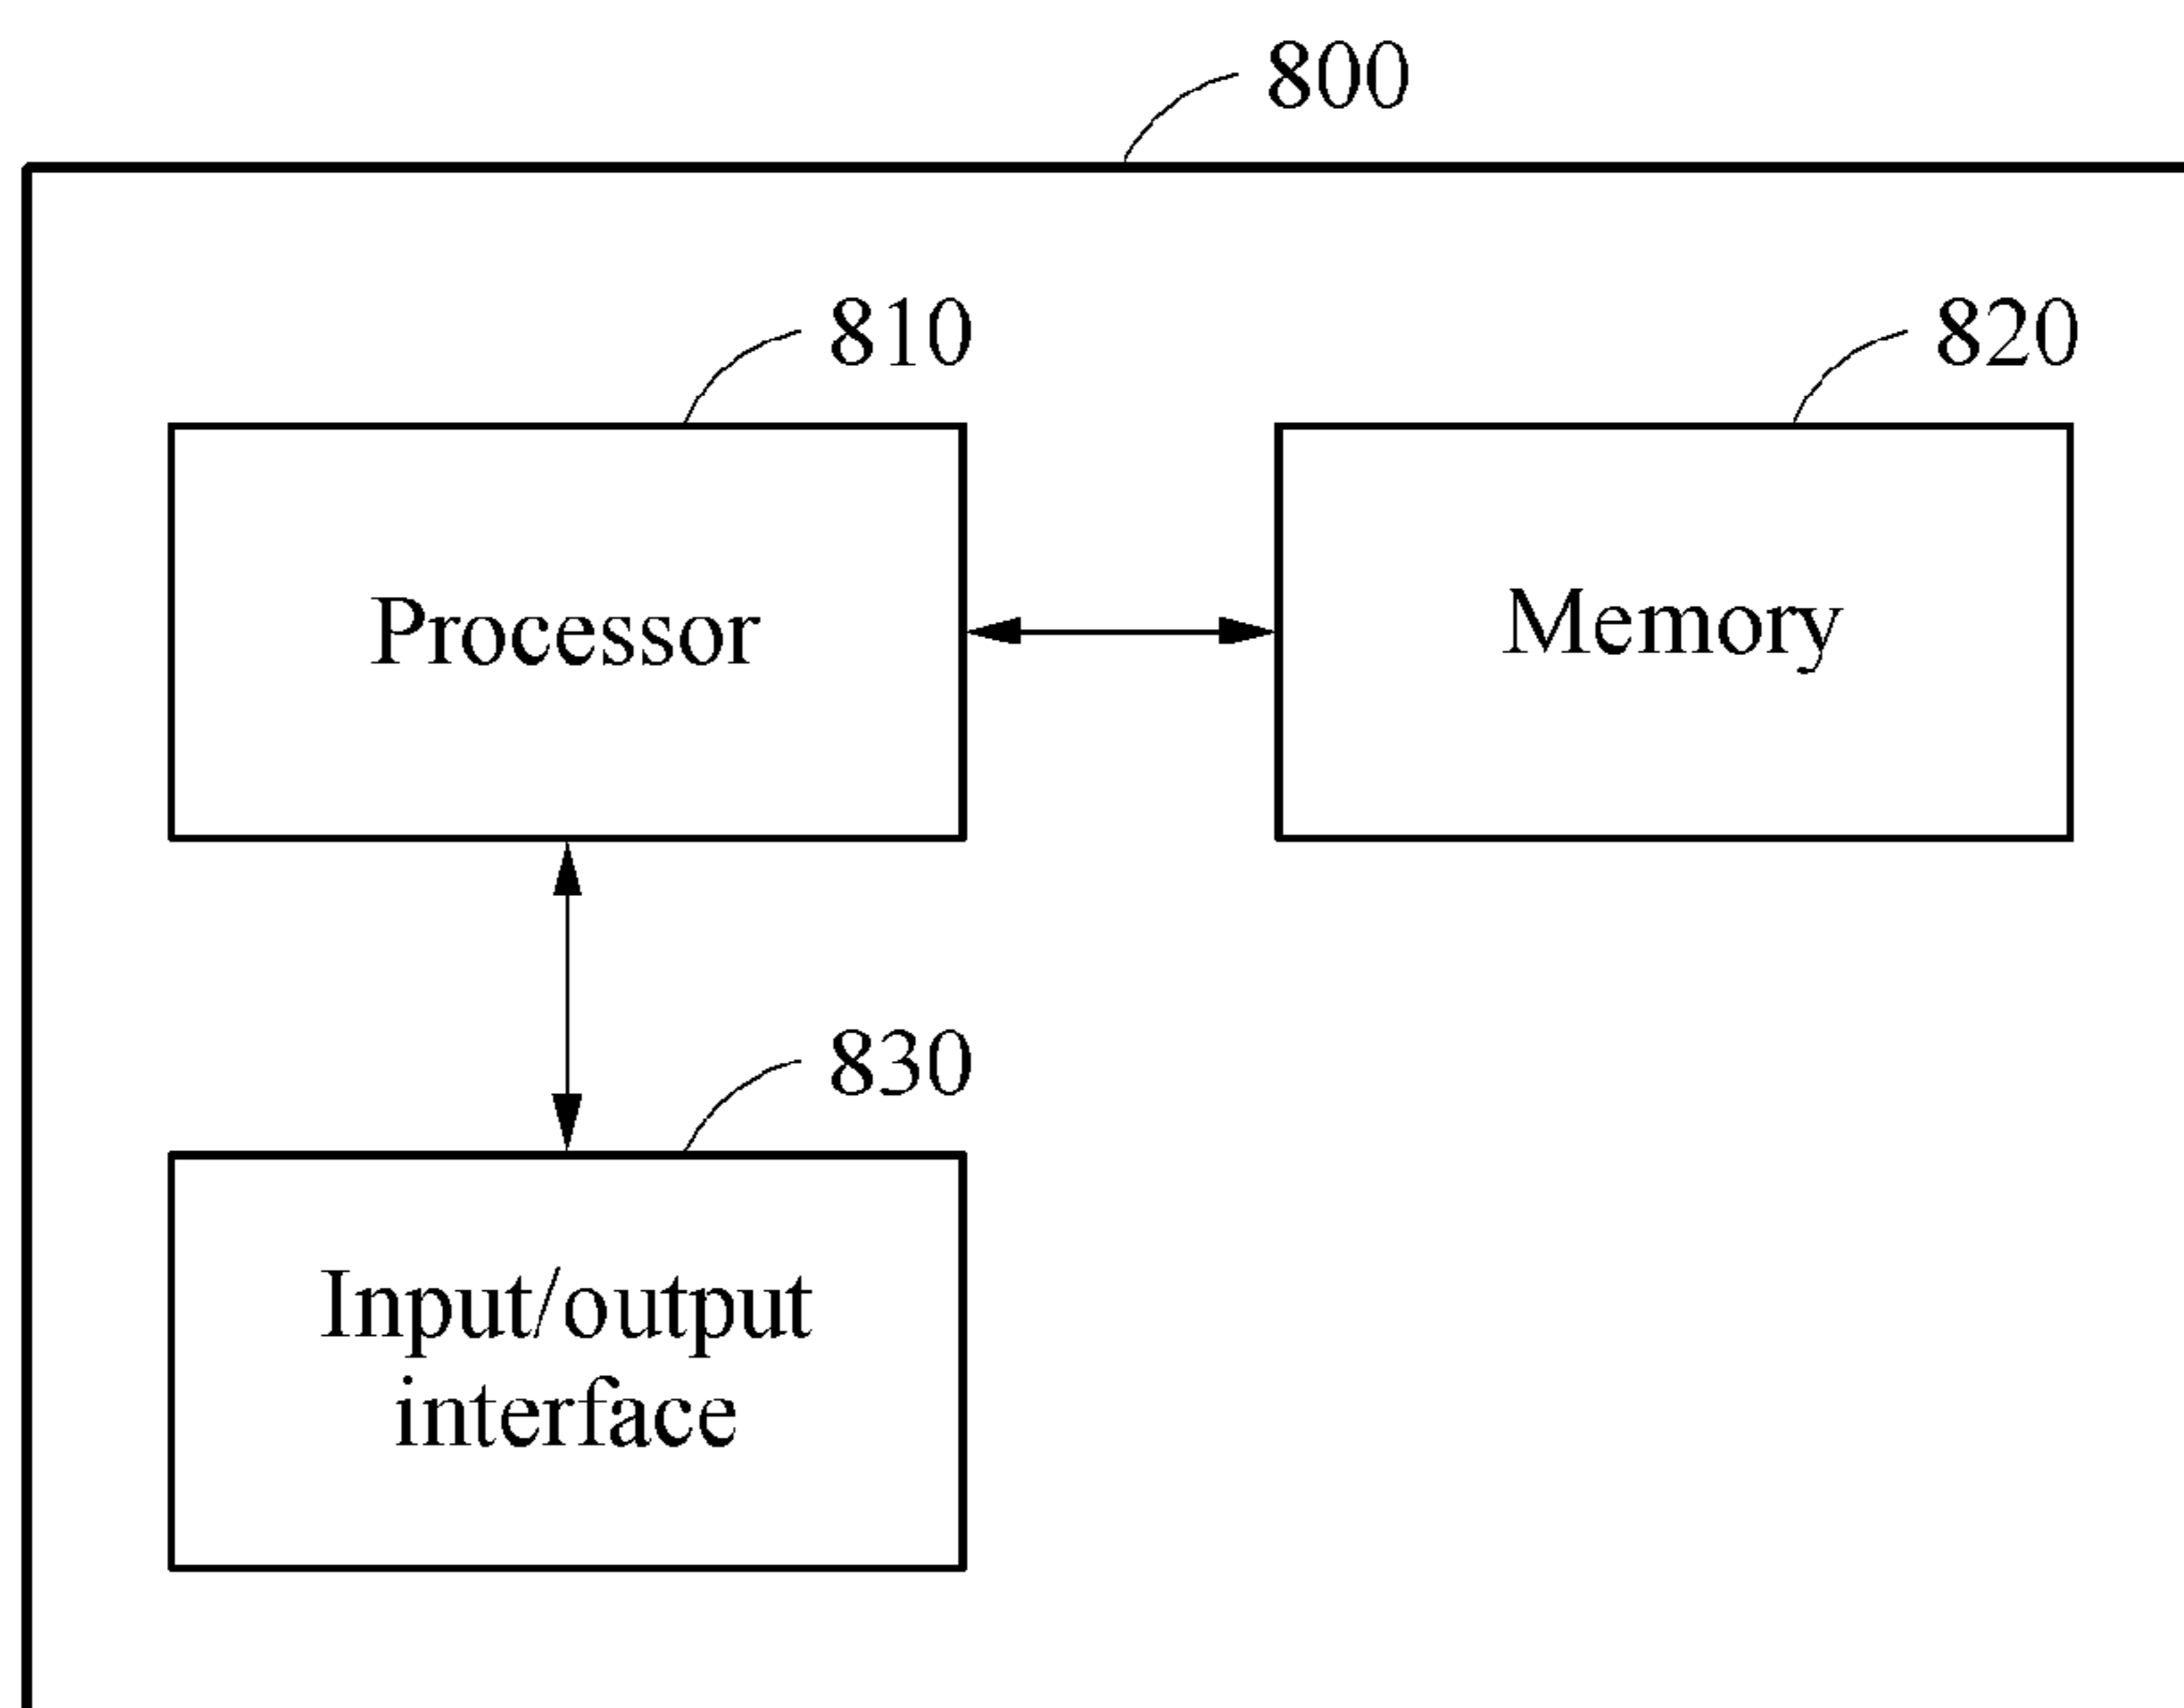 800
810
820
Processor
Memory
830
Input/output
interface